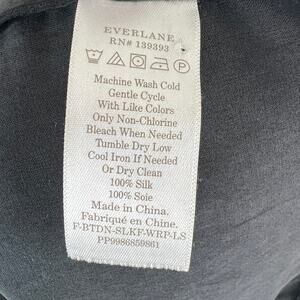 EVERLANE
RN# 139393
Machine Wash Cold
Gentle Cycle
With Like Colors
Only Non-Chlorine
Bleach When Needed
Tumble Dry Low
Cool Iron If Needed
Or Dry Clean
100% Silk
100% Soie
Made in China.
Fabriqué en Chine.
F-BTDN-SLKF-WRP-LS
PP9986859861